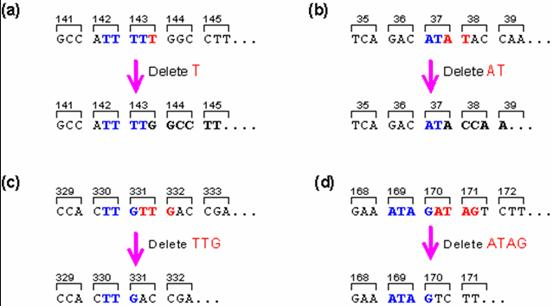 (a)
141 142 143 144 145
GCC ATT TTT GGC CTT...
Delete T
141 142 143 144 145
GCC ATT TTG GCC TT....
(b)
35 36 37 38 39
TCA GAC ATA TAC CAA...
Delete AT
35 36 37 38 39
TCA GAC ATA CCA A...
(c)
329 330 331 332 333
CCA CTT GTT GAC CGA...
Delete TTG
329 330 331 332
CCA CTT GAC CGA...
(d)
168 169 170 171 172
GAA ATA GAT AGT CTT...
Delete ATAG
168 169 170 171
GAA ATA GTC TT...